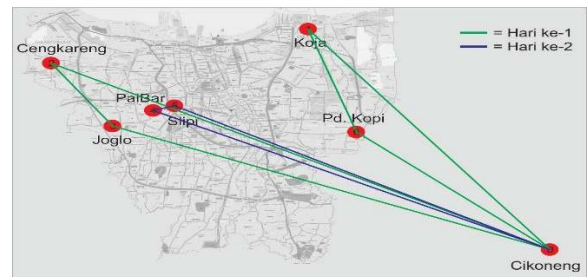 Koja
= Hari ke-1
= Hari ke-2
Cengkareng
PalBar
Slipi
Joglo
Pd. Kopi
Cikoneng